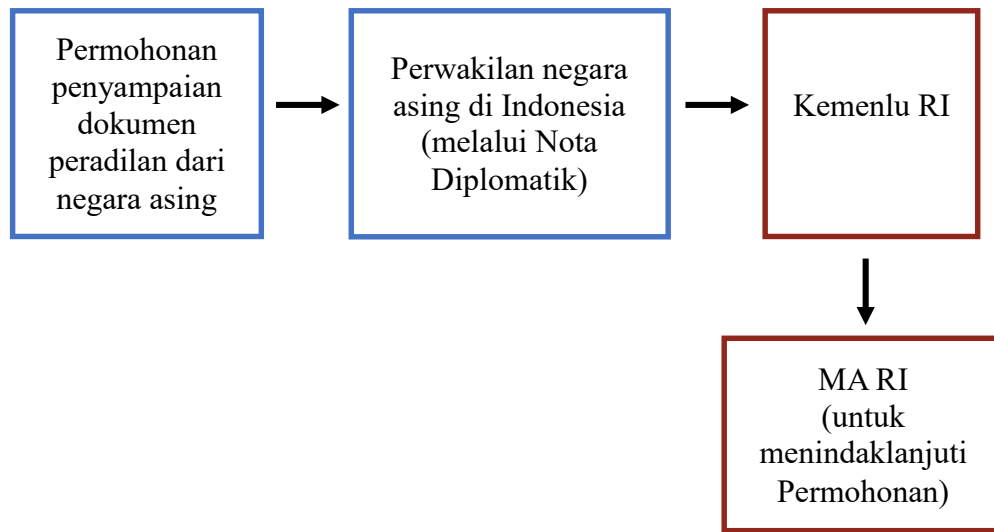 Permohonan
penyampaian
dokumen
peradilan dari
negara asing
Perwakilan negara
asing di Indonesia
(melalui Nota
Diplomatik)
Kemenlu RI
MA RI
(untuk
menindaklanjuti
Permohonan)